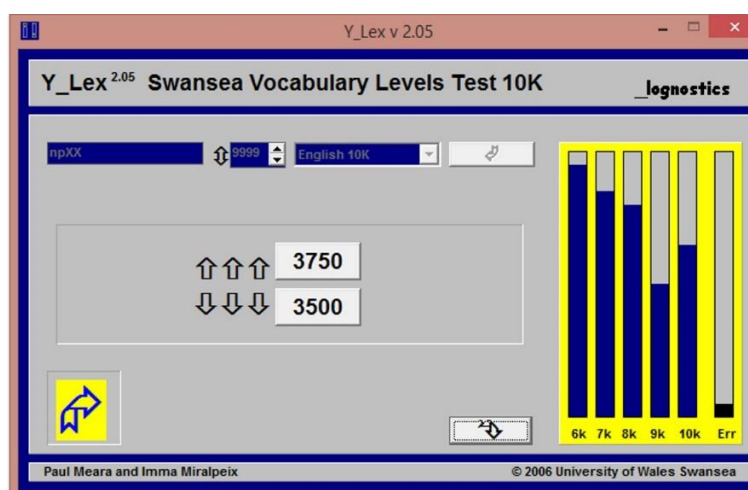 Y_Lex v 2.05
Y_Lex 2.05 Swansea Vocabulary Levels Test 10K
_lognostics
npXX 9999 English 10K
3750
3500
6k 7k 8k 9k 10k Err
Paul Meara and Imma Miralpeix © 2006 University of Wales Swansea